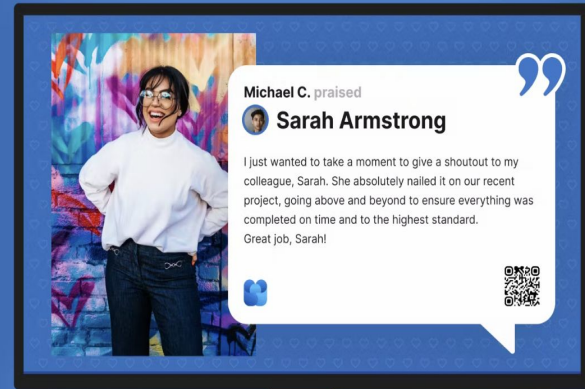 Michael C. praised
Sarah Armstrong
I just wanted to take a moment to give a shoutout to my
colleague, Sarah. She absolutely nailed it on our recent
project, going above and beyond to ensure everything was
completed on time and to the highest standard.
Great job, Sarah!